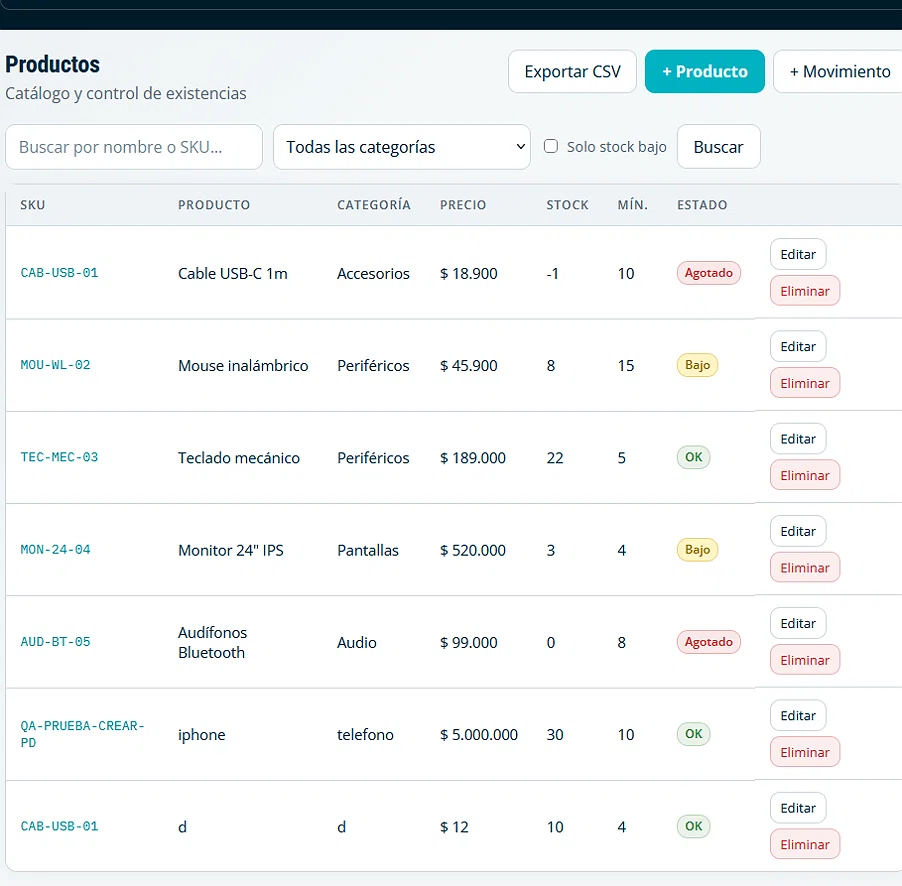 Productos
Catálogo y control de existencias
Exportar CSV
+ Producto
+ Movimiento
Buscar por nombre o SKU...
Todas las categorías
Solo stock bajo
Buscar
SKU PRODUCTO CATEGORÍA PRECIO STOCK MÍN. ESTADO
CAB-USB-01 Cable USB-C 1m Accesorios $ 18.900 -1 10 Agotado
Editar
Eliminar
MOU-WL-02 Mouse inalámbrico Periféricos $ 45.900 8 15 Bajo
Editar
Eliminar
TEC-MEC-03 Teclado mecánico Periféricos $ 189.000 22 5 OK
Editar
Eliminar
MON-24-04 Monitor 24" IPS Pantallas $ 520.000 3 4 Bajo
Editar
Eliminar
AUD-BT-05
Audífonos
Bluetooth
Audio $ 99.000 0 8 Agotado
Editar
Eliminar
QA-PRUEBA-CREAR-
PD
iphone telefono $ 5.000.000 30 10 OK
Editar
Eliminar
CAB-USB-01 d d $ 12 10 4 OK
Editar
Eliminar